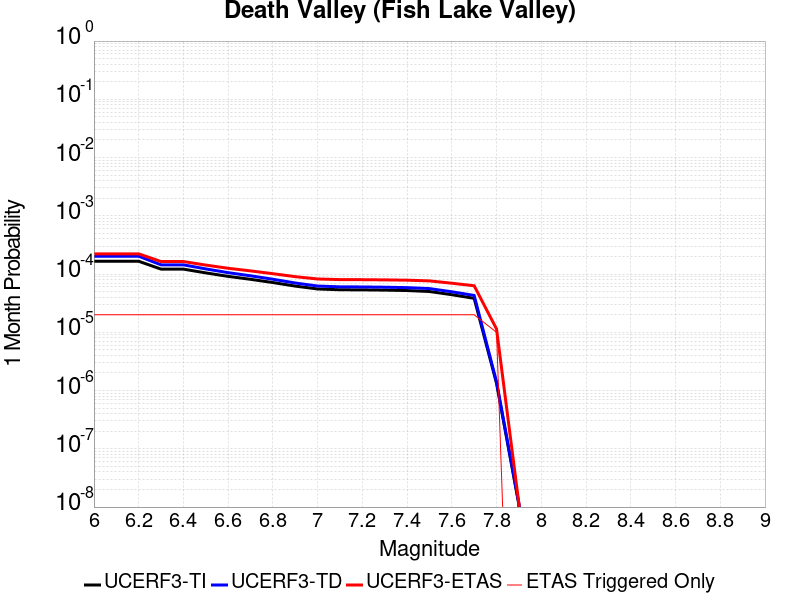 Death Valley (Fish Lake Valley)
10^0
10^-1
10^-2
10^-3
10^-4
10^-5
10^-6
10^-7
10^-8
1 Month Probability
6 6.2 6.4 6.6 6.8 7 7.2 7.4 7.6 7.8 8 8.2 8.4 8.6 8.8 9
Magnitude
UCERF3-TI UCERF3-TD UCERF3-ETAS ETAS Triggered Only